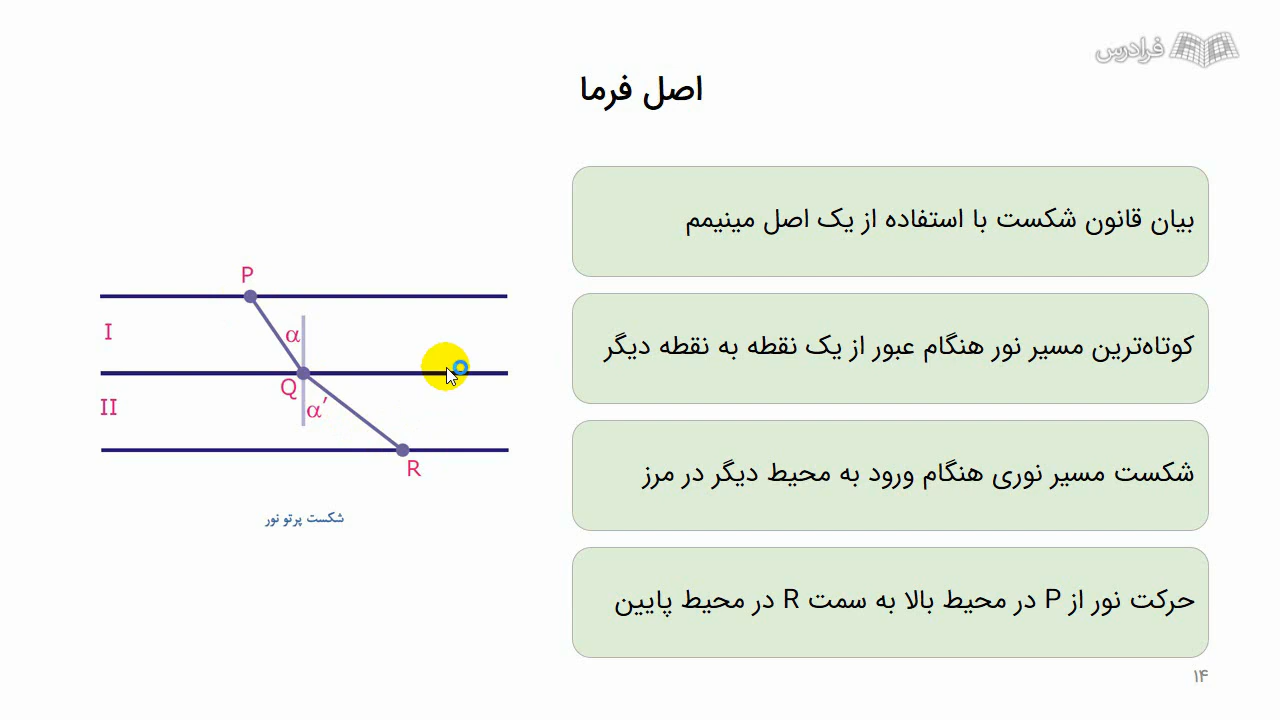 فرادرس
اصل فرما
بیان قانون شکست با استفاده از یک اصل مینیمم
کوتاه‌ترین مسیر نور هنگام عبور از یک نقطه به نقطه دیگر
شکست مسیر نوری هنگام ورود به محیط دیگر در مرز
حرکت نور از P در محیط بالا به سمت R در محیط پایین
P
I
α
Q
II
α′
R
شکست پرتو نور
۱۴